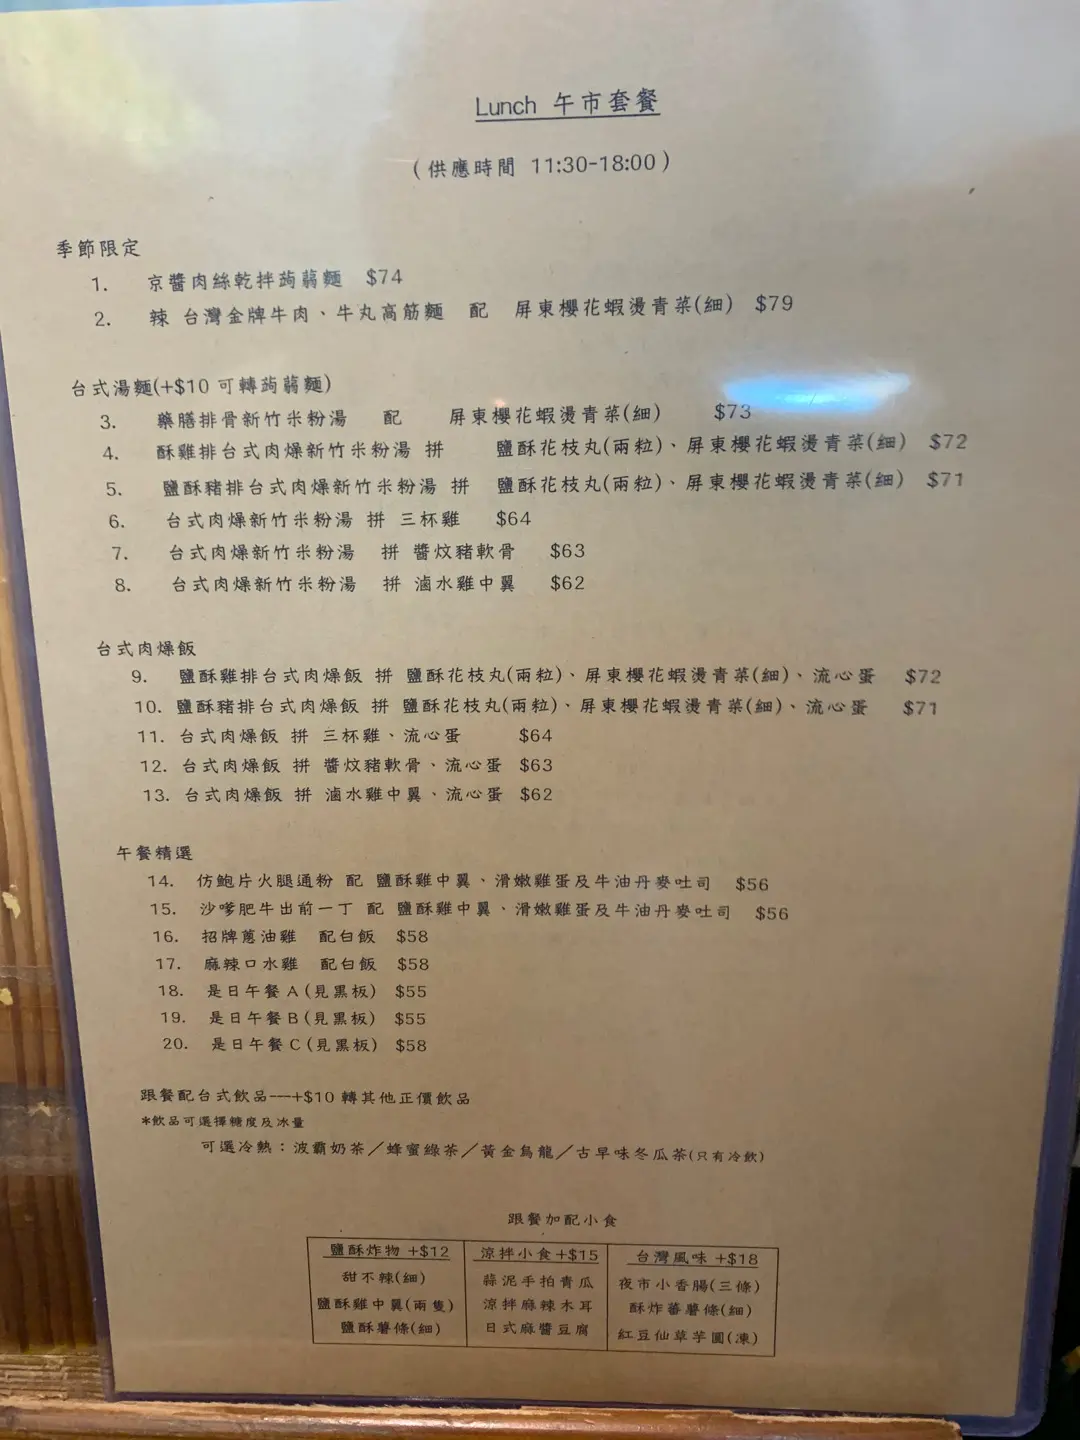 Lunch 午市套餐
（供應時間 11:30-18:00）
季節限定
1. 京醬肉絲乾拌蒟蒻麵 $74
2. 辣 台灣金牌牛肉、牛丸高筋麵 配 屏東櫻花蝦燙青菜(細) $79
台式湯麵(+$10 可轉蒟蒻麵)
3. 藥膳排骨新竹米粉湯 配 屏東櫻花蝦燙青菜(細) $73
4. 酥雞排台式肉燥新竹米粉湯 拼 鹽酥花枝丸(兩粒)、屏東櫻花蝦燙青菜(細) $72
5. 鹽酥豬排台式肉燥新竹米粉湯 拼 鹽酥花枝丸(兩粒)、屏東櫻花蝦燙青菜(細) $71
6. 台式肉燥新竹米粉湯 拼 三杯雞 $64
7. 台式肉燥新竹米粉湯 拼 醬炆豬軟骨 $63
8. 台式肉燥新竹米粉湯 拼 滷水雞中翼 $62
台式肉燥飯
9. 鹽酥雞排台式肉燥飯 拼 鹽酥花枝丸(兩粒)、屏東櫻花蝦燙青菜(細)、流心蛋 $72
10. 鹽酥豬排台式肉燥飯 拼 鹽酥花枝丸(兩粒)、屏東櫻花蝦燙青菜(細)、流心蛋 $71
11. 台式肉燥飯 拼 三杯雞、流心蛋 $64
12. 台式肉燥飯 拼 醬炆豬軟骨、流心蛋 $63
13. 台式肉燥飯 拼 滷水雞中翼、流心蛋 $62
午餐精選
14. 仿鮑片火腿通粉 配 鹽酥雞中翼、滑嫩雞蛋及牛油丹麥吐司 $56
15. 沙嗲肥牛出前一丁 配 鹽酥雞中翼、滑嫩雞蛋及牛油丹麥吐司 $56
16. 招牌蔥油雞 配白飯 $58
17. 麻辣口水雞 配白飯 $58
18. 是日午餐A(見黑板) $55
19. 是日午餐B(見黑板) $55
20. 是日午餐C(見黑板) $58
跟餐配台式飲品──+$10 轉其他正價飲品
*飲品可選擇糖度及冰量
可選冷熱：波霸奶茶／蜂蜜綠茶／黃金烏龍／古早味冬瓜茶(只有冷飲)
跟餐加配小食
鹽酥炸物 +$12 涼拌小食+$15 台灣風味 +$18
甜不辣(細) 蒜泥手拍青瓜 夜市小香腸(三條)
鹽酥雞中翼(兩隻) 涼拌麻辣木耳 酥炸蕃薯條(細)
鹽酥薯條(細) 日式麻醬豆腐 紅豆仙草芋圓(凍)